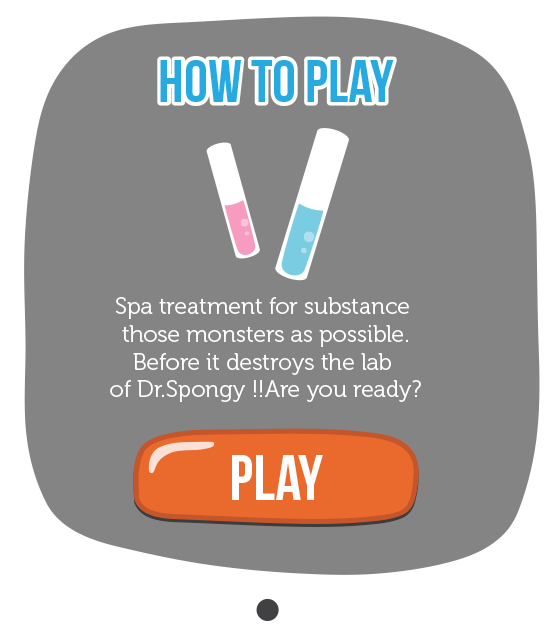 HOW TO PLAY
Spa treatment for substance
those monsters as possible.
Before it destroys the lab
of Dr.Spongy !!Are you ready?
PLAY